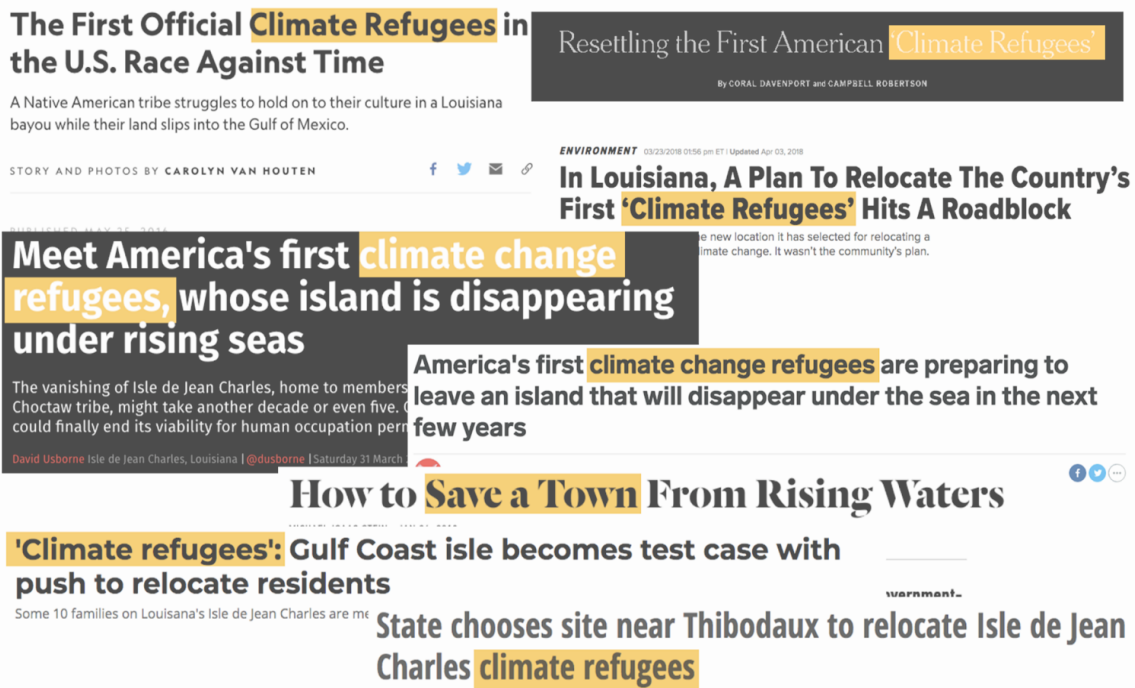 The First Official Climate Refugees in
the U.S. Race Against Time
A Native American tribe struggles to hold on to their culture in a Louisiana
bayou while their land slips into the Gulf of Mexico.
STORY AND PHOTOS BY CAROLYN VAN HOUTEN
PUBLISHED MAY 25, 2016
Resettling the First American ‘Climate Refugees’
By CORAL DAVENPORT and CAMPBELL ROBERTSON
ENVIRONMENT 03/23/2018 01:56 pm ET | Updated Apr 03, 2018
In Louisiana, A Plan To Relocate The Country’s
First ‘Climate Refugees’ Hits A Roadblock
e new location it has selected for relocating a
limate change. It wasn’t the community’s plan.
Meet America's first climate change
refugees, whose island is disappearing
under rising seas
The vanishing of Isle de Jean Charles, home to members
Choctaw tribe, might take another decade or even five.
could finally end its viability for human occupation perm
David Usborne Isle de Jean Charles, Louisiana | @dusborne | Saturday 31 March
America's first climate change refugees are preparing to
leave an island that will disappear under the sea in the next
few years
How to Save a Town From Rising Waters
'Climate refugees': Gulf Coast isle becomes test case with
push to relocate residents
Some 10 families on Louisana's Isle de Jean Charles are me
State chooses site near Thibodaux to relocate Isle de Jean
Charles climate refugees